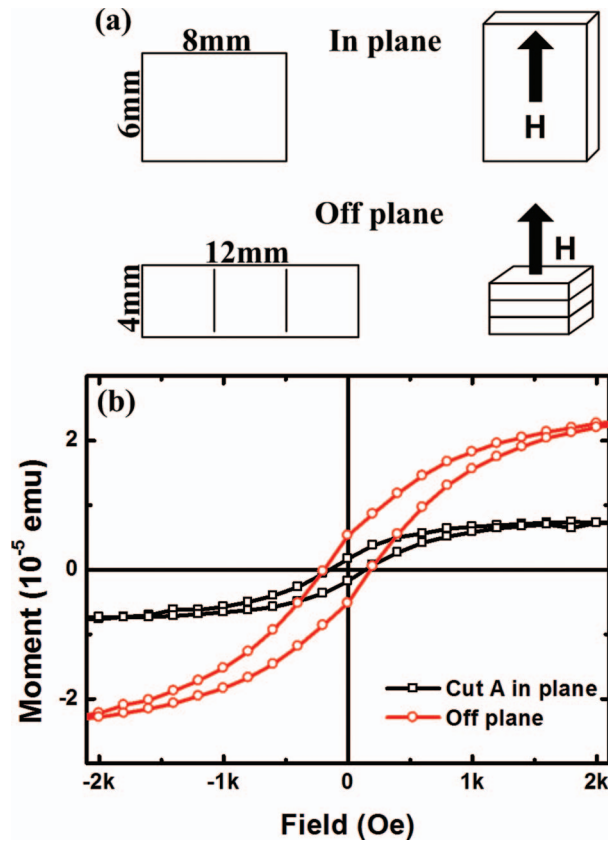 (a)
8mm
In plane
6mm
H
Off plane
12mm
4mm
H
(b)
2
0
-2
Moment (10⁻⁵ emu)
Cut A in plane
Off plane
-2k -1k 0 1k 2k
Field (Oe)